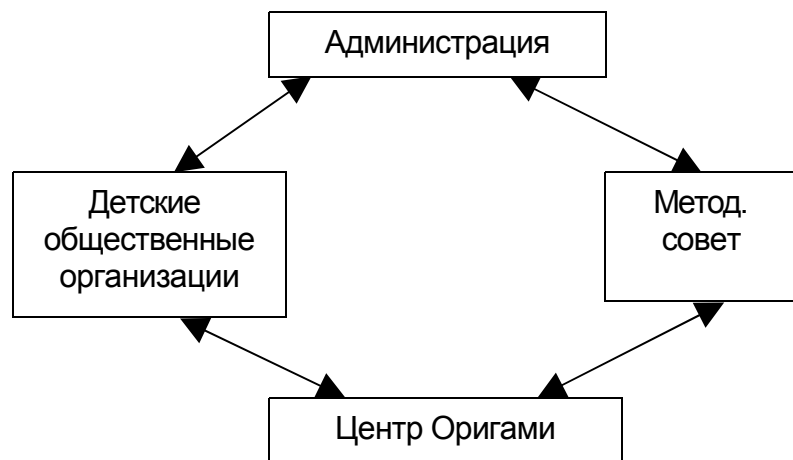 Администрация
Детские
общественные
организации
Метод.
совет
Центр Оригами